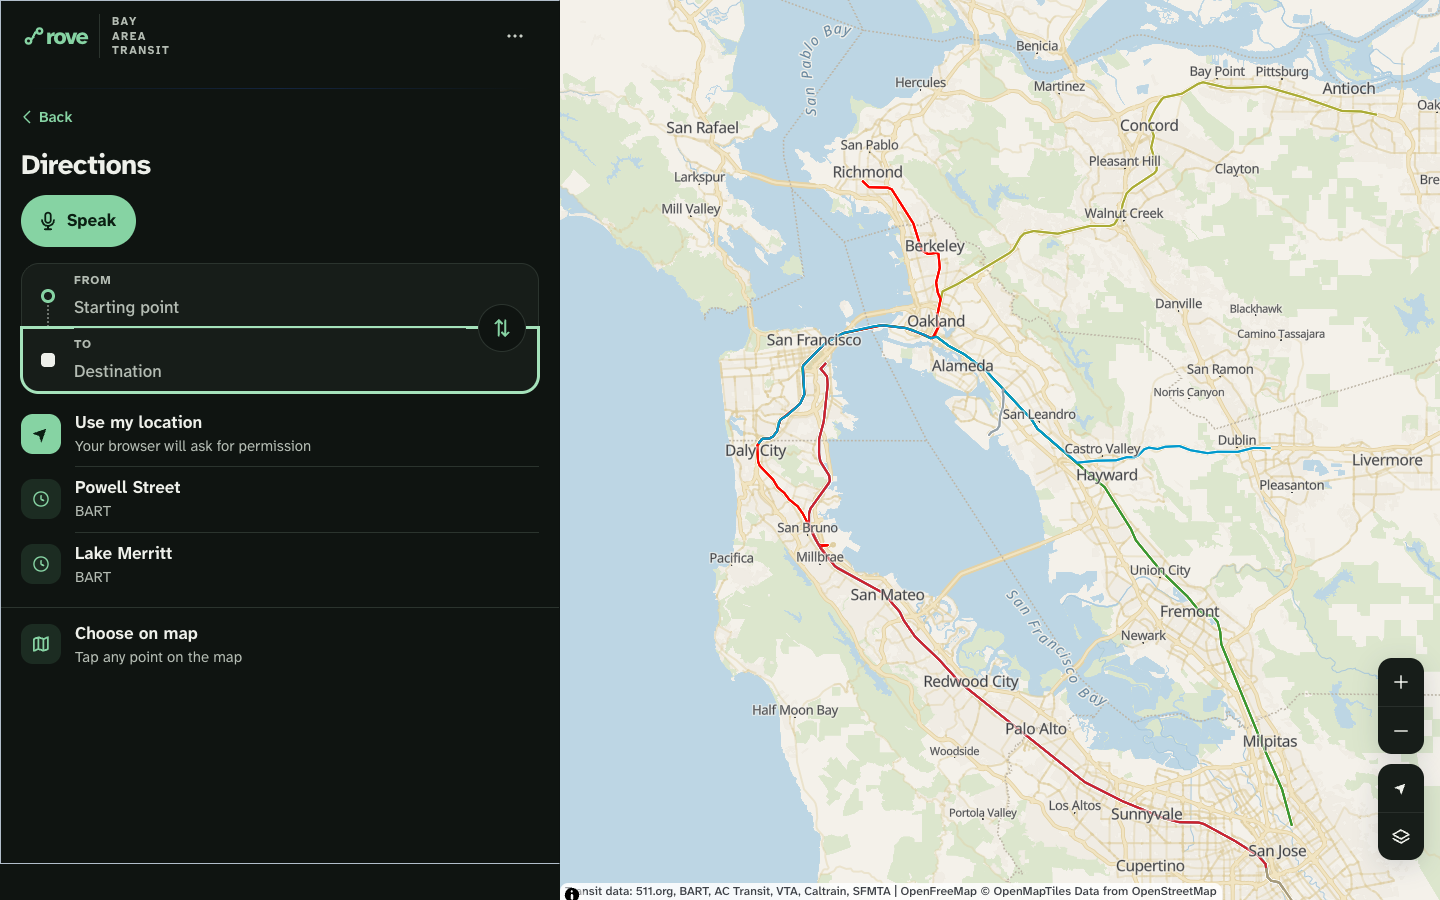 rove
BAY
AREA
TRANSIT
Back
Directions
Speak
FROM
Starting point
TO
Destination
Use my location
Your browser will ask for permission
Powell Street
BART
Lake Merritt
BART
Choose on map
Tap any point on the map
San Pablo Bay
Benicia
Hercules
Martinez
Bay Point
Pittsburg
Antioch
Oak
San Rafael
Concord
San Pablo
Pleasant Hill
Clayton
Richmond
Larkspur
Bre
Mill Valley
Walnut Creek
Berkeley
Danville
Blackhawk
Oakland
Camino Tassajara
San Francisco
Alameda
San Ramon
Norris Canyon
San Leandro
Daly City
Castro Valley
Dublin
Livermore
Hayward
Pleasanton
San Bruno
Pacifica
Millbrae
Union City
San Mateo
San Francisco Bay
Fremont
Newark
Redwood City
Half Moon Bay
Palo Alto
Woodside
Milpitas
Los Altos
Portola Valley
Sunnyvale
San Jose
Cupertino
nsit data: 511.org, BART, AC Transit, VTA, Caltrain, SFMTA | OpenFreeMap © OpenMapTiles Data from OpenStreetMap